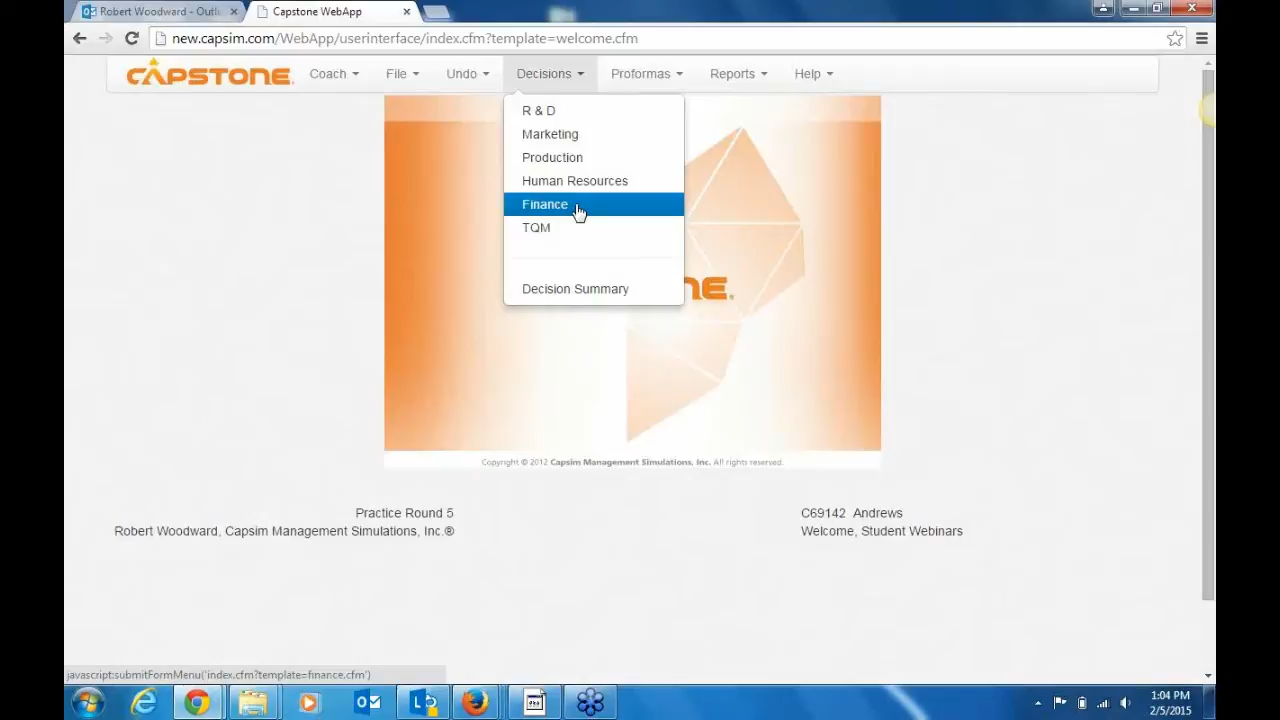 Robert Woodward - Outlo
Capstone WebApp
new.capsim.com/WebApp/userinterface/index.cfm?template=welcome.cfm
CAPSTONE®
Coach
File
Undo
Decisions
Proformas
Reports
Help
R & D
Marketing
Production
Human Resources
Finance
TQM
Decision Summary
NE®
Copyright © 2012 Capsim Management Simulations, Inc. All rights reserved.
Practice Round 5
C69142 Andrews
Robert Woodward, Capsim Management Simulations, Inc.®
Welcome, Student Webinars
javascript:submitFormMenu('index.cfm?template=finance.cfm')
1:04 PM
2/5/2015